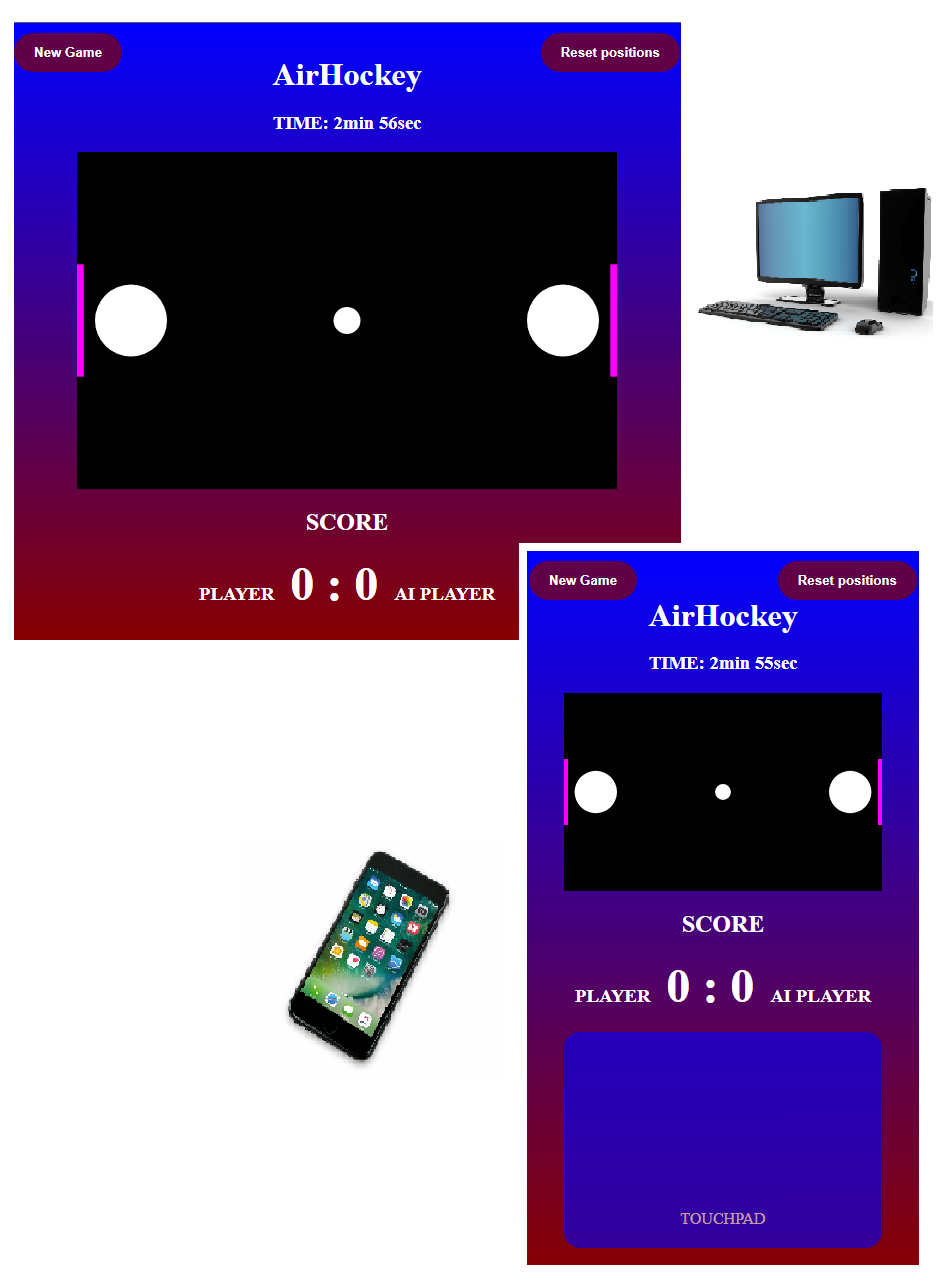 New Game
Reset positions
AirHockey
TIME: 2min 56sec
SCORE
PLAYER 0 : 0 AI PLAYER
New Game
Reset positions
AirHockey
TIME: 2min 55sec
SCORE
PLAYER 0 : 0 AI PLAYER
TOUCHPAD